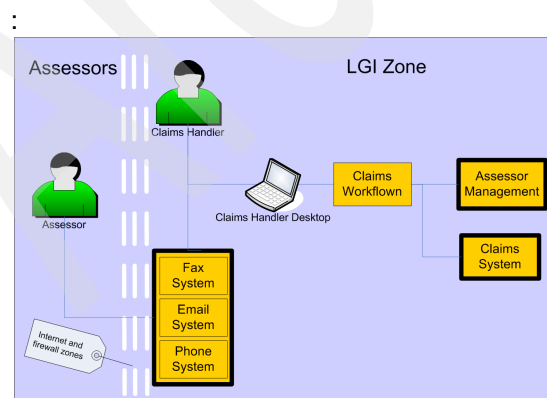 :
Assessors
LGI Zone
Claims Handler
Assessor
Claims Handler Desktop
Claims
Workflown
Assessor
Management
Claims
System
Fax
System
Email
System
Phone
System
Internet and
firewall zones